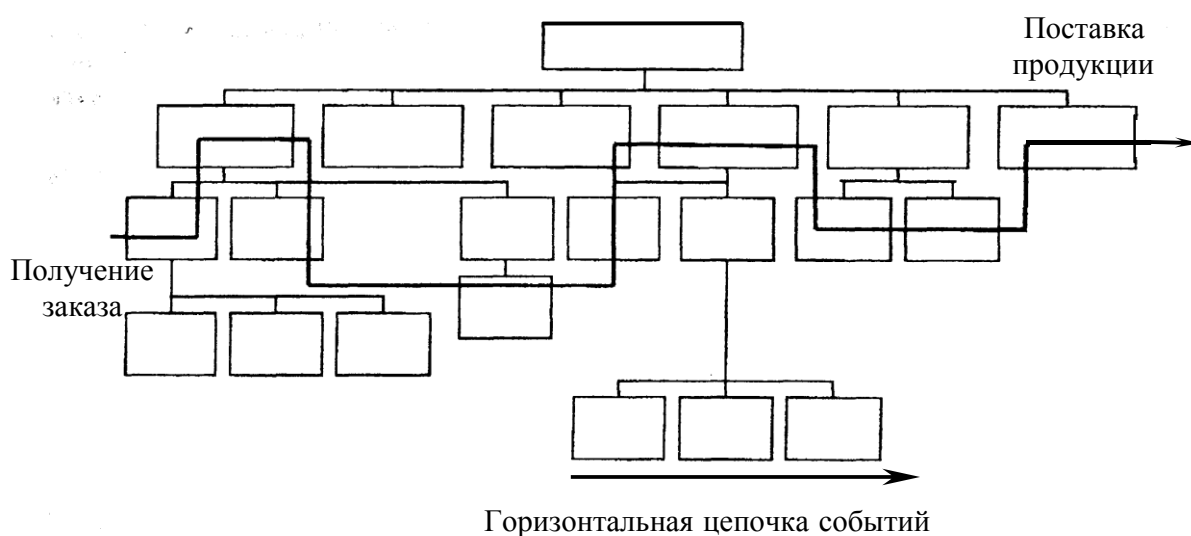 Поставка
продукции
Получение
заказа
Горизонтальная цепочка событий